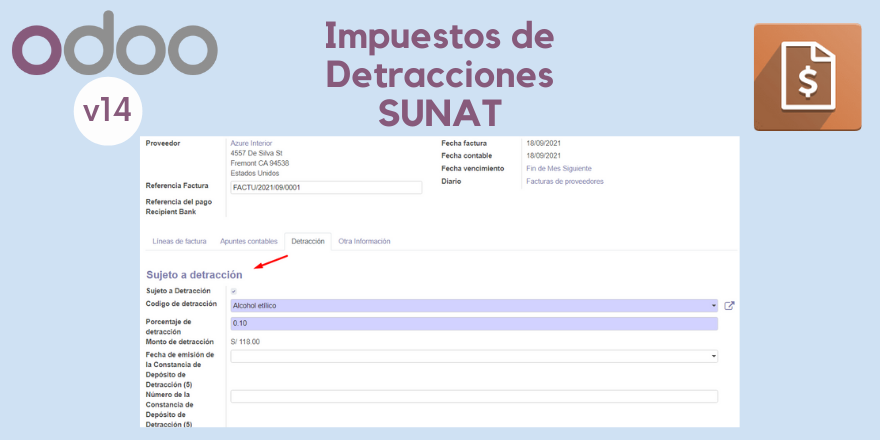 odoo
v14
Impuestos de
Detracciones
SUNAT
$
Proveedor
Azure Interior
4557 De Silva St
Fremont CA 94538
Estados Unidos
Referencia Factura
FACTU/2021/09/0001
Referencia del pago
Recipient Bank
Fecha factura
18/09/2021
Fecha contable
18/09/2021
Fecha vencimiento
Fin de Mes Siguiente
Diario
Facturas de proveedores
Líneas de factura
Apuntes contables
Detracción
Otra Información
Sujeto a detracción
Sujeto a Detracción
Codigo de detracción
Alcohol etílico
Porcentaje de
detracción
0.10
Monto de detracción
S/ 118.00
Fecha de emisión de
la Constancia de
Depósito de
Detracción (5)
Número de la
Constancia de
Depósito de
Detracción (5)